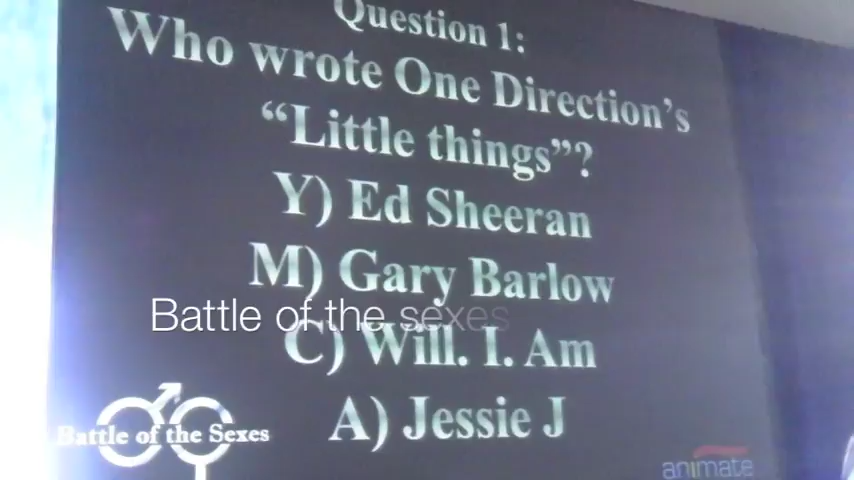 Question 1:
Who wrote One Direction's
“Little things”?
Y) Ed Sheeran
M) Gary Barlow
Battle of the sexes
C) Will. I. Am
A) Jessie J
Battle of the Sexes
animate